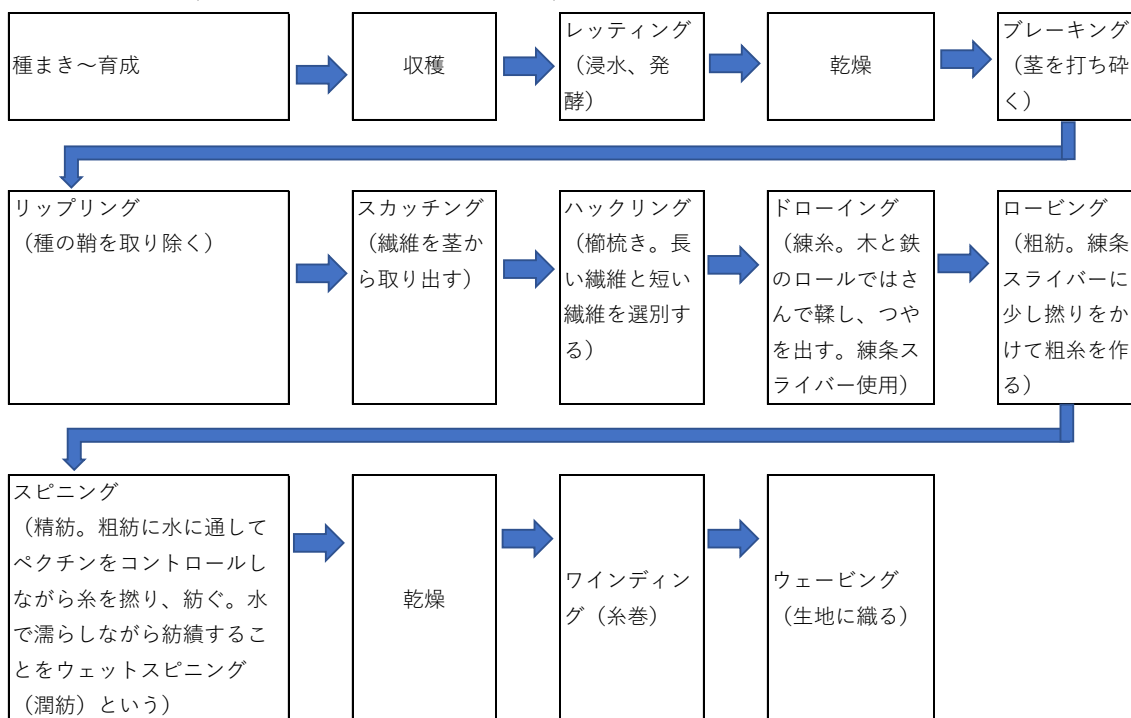 種まき～育成
収穫
レッティング
（浸水、発
酵）
乾燥
ブレーキング
（茎を打ち砕
く）
リップリング
（種の鞘を取り除く）
スカッチング
（繊維を茎か
ら取り出す）
ハックリング
（櫛梳き。長
い繊維と短い
繊維を選別す
る）
ドローイング
（練糸。木と鉄
のロールではさ
んで鞣し、つや
を出す。練条ス
ライバー使用）
ロービング
（粗紡。練条
スライバーに
少し撚りをか
けて粗糸を作
る）
スピニング
（精紡。粗紡に水に通して
ペクチンをコントロールし
ながら糸を撚り、紡ぐ。水
で濡らしながら紡績するこ
とをウェットスピニング
（潤紡）という）
乾燥
ワインディン
グ（糸巻）
ウェービング
（生地に織る）